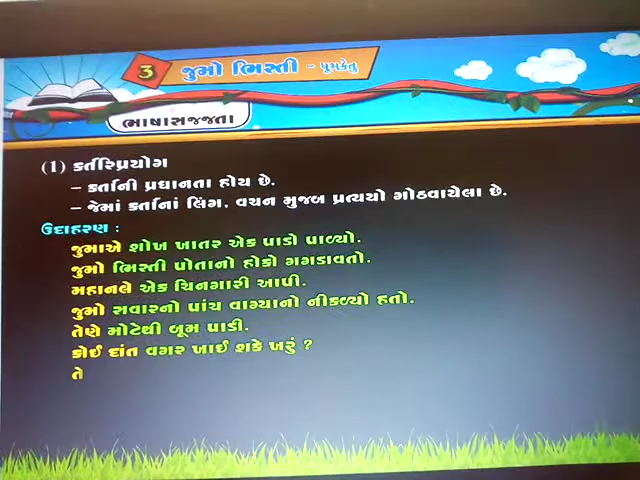 3 જુમો ભિસ્તી - ધૂમકેતુ
ભાષાસજ્જતા
(1) કર્તરિપ્રયોગ
– કર્તાની પ્રધાનતા હોય છે.
– જેમાં કર્તાનાં લિંગ, વચન મુજબ પ્રત્યયો ગોઠવાયેલા છે.
ઉદાહરણ :
જુમાએ શોખ ખાતર એક પાડો પાળ્યો.
જુમો ભિસ્તી પોતાનો હોકો ગગડાવતો.
મહાનલે એક ચિનગારી આપી.
જુમો સવારનો પાંચ વાગ્યાનો નીકળ્યો હતો.
તેણે મોટેથી બૂમ પાડી.
કોઈ દાંત વગર ખાઈ શકે ખરું ?
તે